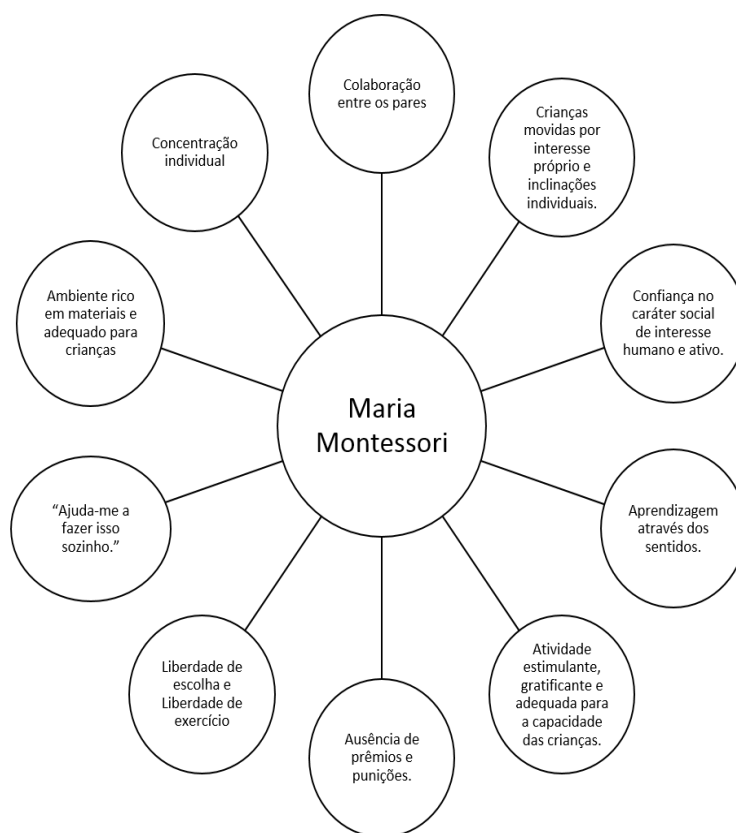 Colaboração
entre os pares
Crianças
movidas por
interesse
próprio e
inclinações
individuais.
Confiança no
caráter social
de interesse
humano e ativo.
Aprendizagem
através dos
sentidos.
Atividade
estimulante,
gratificante e
adequada para
a capacidade
das crianças.
Ausência de
prêmios e
punições.
Liberdade de
escolha e
Liberdade de
exercício
“Ajuda-me a
fazer isso
sozinho.”
Ambiente rico
em materiais e
adequado para
crianças
Concentração
individual
Maria
Montessori